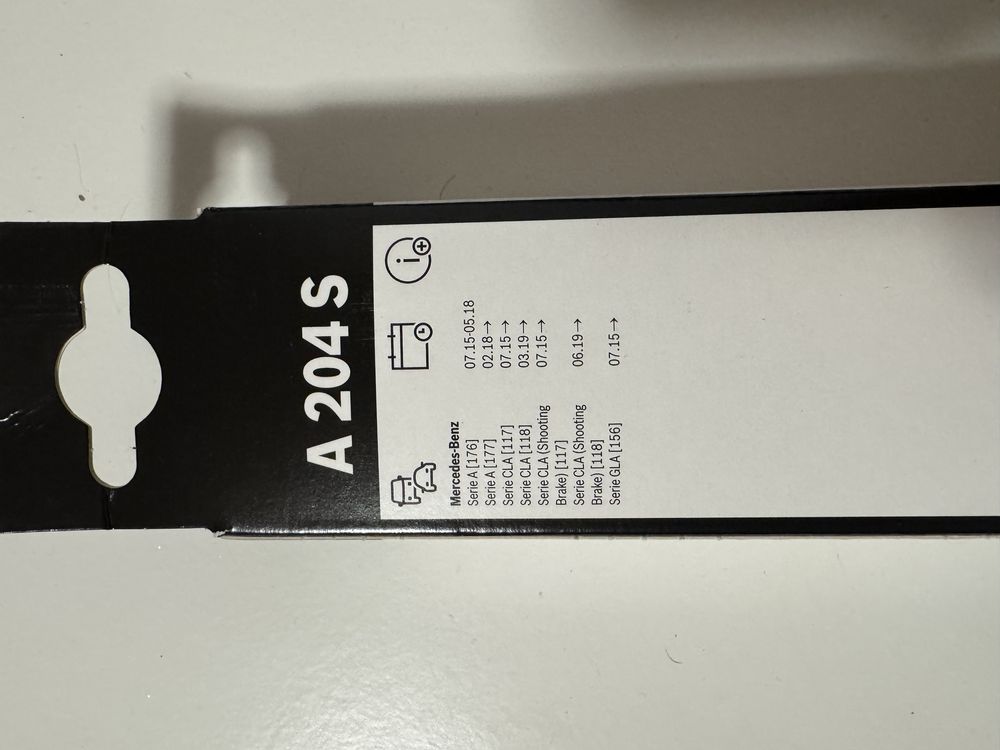 A 204 S
Mercedes-Benz
Serie A [176] 07.15-05.18
Serie A [177] 02.18→
Serie CLA [117] 07.15→
Serie CLA [118] 03.19→
Serie CLA (Shooting 07.15→
Brake) [117]
Serie CLA (Shooting 06.19→
Brake) [118]
Serie GLA [156] 07.15→